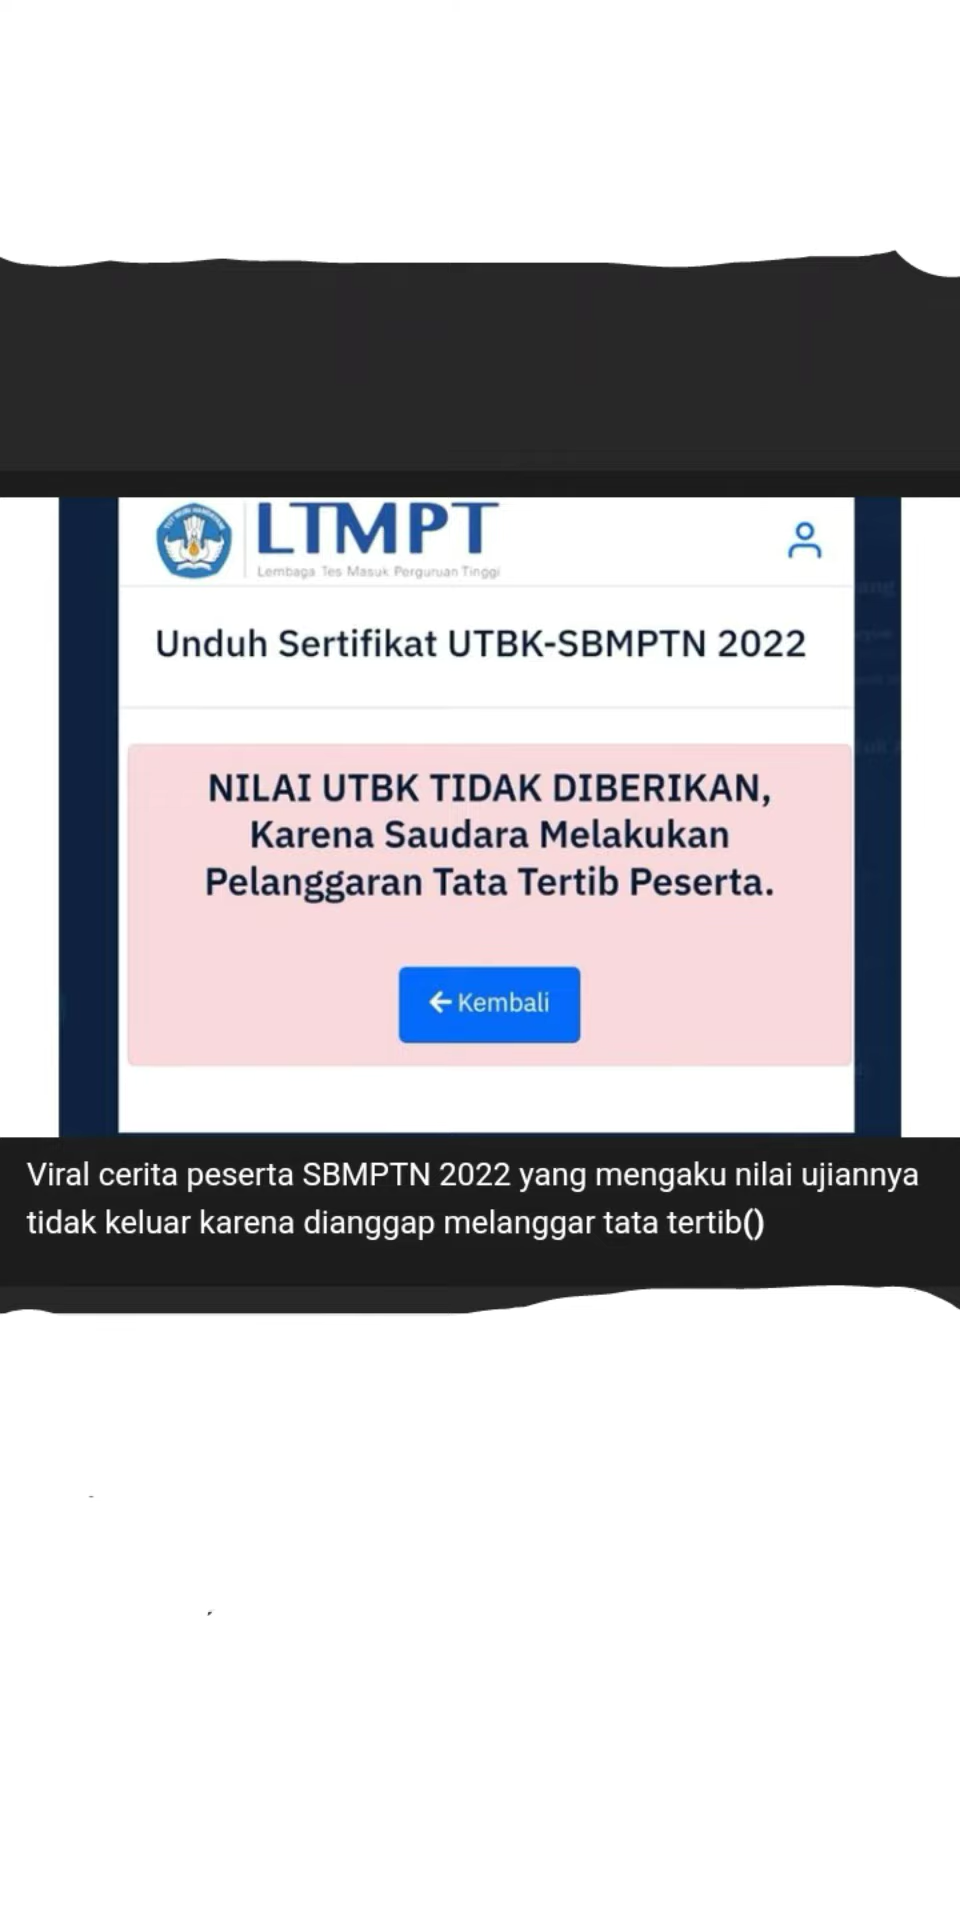 LTMPT
Lembaga Tes Masuk Perguruan Tinggi
Unduh Sertifikat UTBK-SBMPTN 2022
NILAI UTBK TIDAK DIBERIKAN,
Karena Saudara Melakukan
Pelanggaran Tata Tertib Peserta.
Kembali
Viral cerita peserta SBMPTN 2022 yang mengaku nilai ujiannya
tidak keluar karena dianggap melanggar tata tertib()